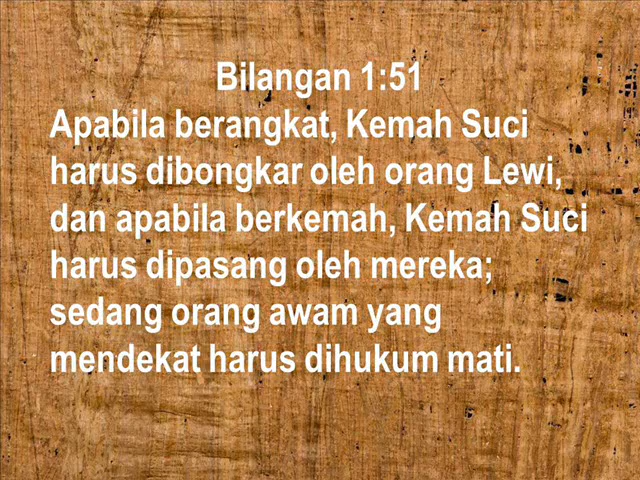 Bilangan 1:51
Apabila berangkat, Kemah Suci
harus dibongkar oleh orang Lewi,
dan apabila berkemah, Kemah Suci
harus dipasang oleh mereka;
sedang orang awam yang
mendekat harus dihukum mati.